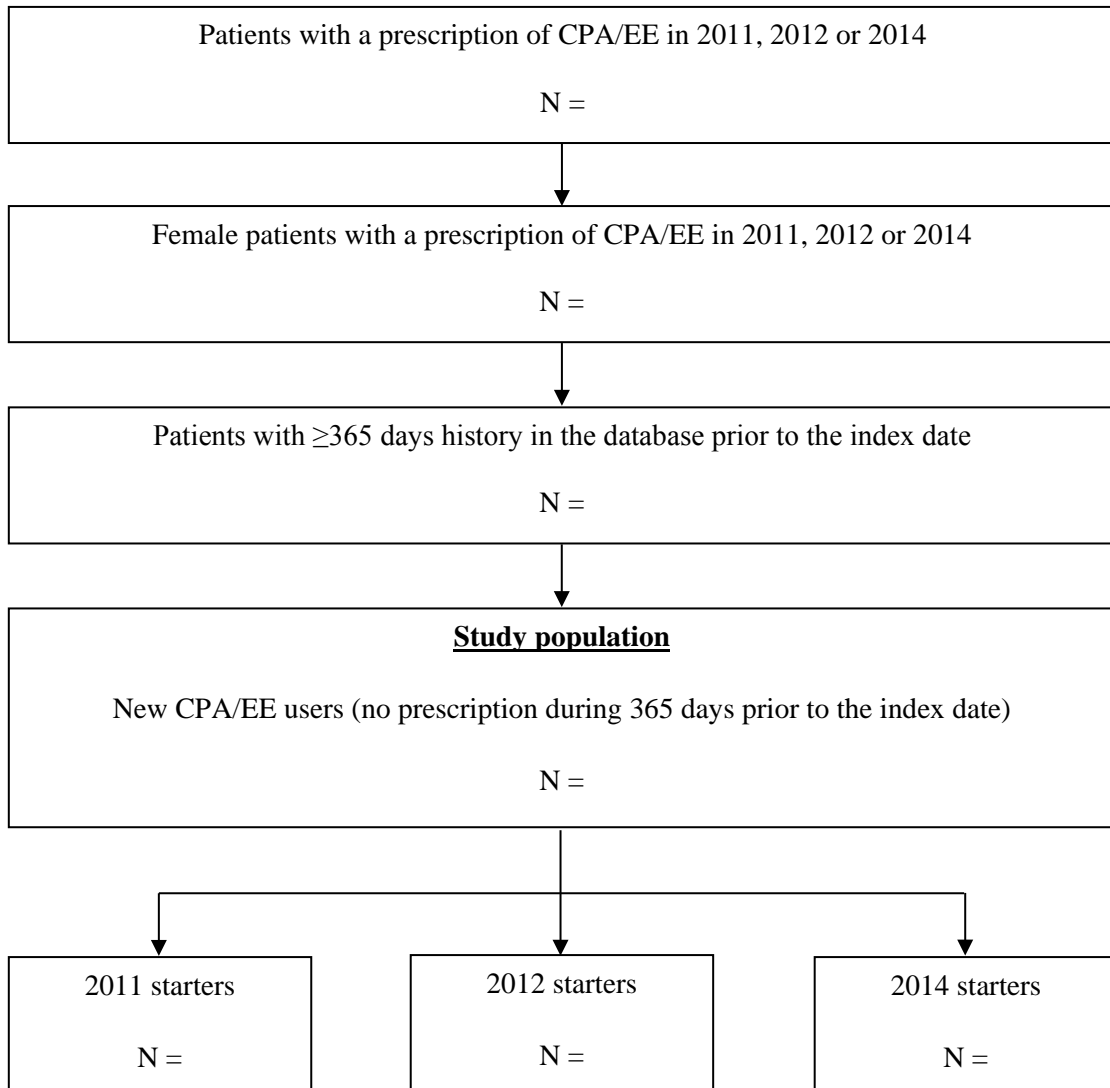 Patients with a prescription of CPA/EE in 2011, 2012 or 2014
N =
Female patients with a prescription of CPA/EE in 2011, 2012 or 2014
N =
Patients with ≥365 days history in the database prior to the index date
N =
Study population
New CPA/EE users (no prescription during 365 days prior to the index date)
N =
2011 starters
N =
2012 starters
N =
2014 starters
N =